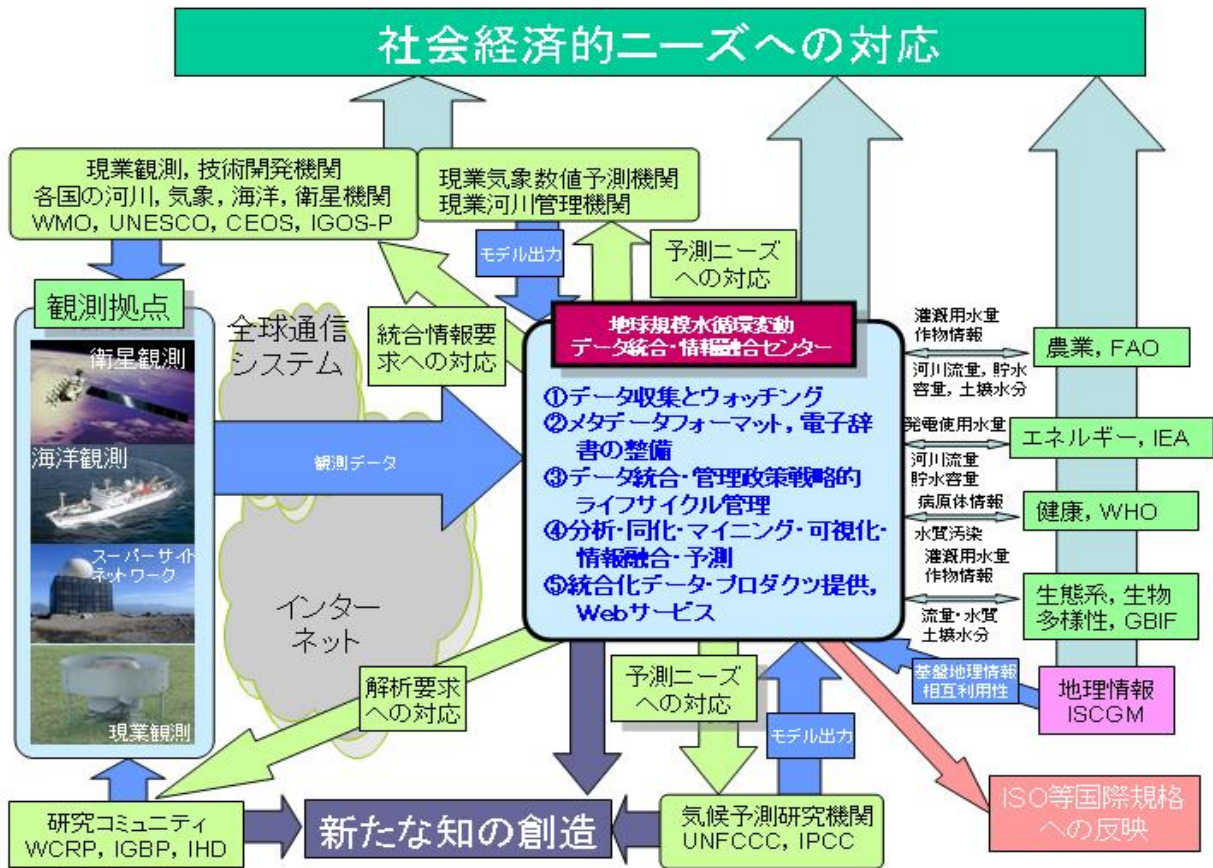 社会経済的ニーズへの対応
現業観測，技術開発機関
各国の河川，気象，海洋，衛星機関
WMO, UNESCO, CEOS, IGOS-P
現業気象数値予測機関
現業河川管理機関
モデル出力
予測ニーズ
への対応
観測拠点
衛星観測
海洋観測
スーパーサイト
ネットワーク
現業観測
全球通信
システム
統合情報要
求への対応
観測データ
インター
ネット
地球規模水循環変動
データ統合・情報融合センター
①データ収集とウォッチング
②メタデータフォーマット，電子辞
書の整備
③データ統合・管理政策戦略的
ライフサイクル管理
④分析・同化・マイニング・可視化・
情報融合・予測
⑤統合化データ・プロダクツ提供，
Webサービス
灌漑用水量
作物情報
河川流量，貯水
容量，土壌水分
農業，FAO
発電使用水量
河川流量
貯水容量
エネルギー，IEA
病原体情報
水質汚染
健康，WHO
灌漑用水量
作物情報
流量・水質
土壌水分
生態系，生物
多様性，GBIF
基盤地理情報
相互利用性
地理情報
ISCGM
解析要求
への対応
予測ニーズ
への対応
モデル出力
研究コミュニティ
WCRP, IGBP, IHD
新たな知の創造
気候予測研究機関
UNFCCC, IPCC
ISO等国際規格
への反映